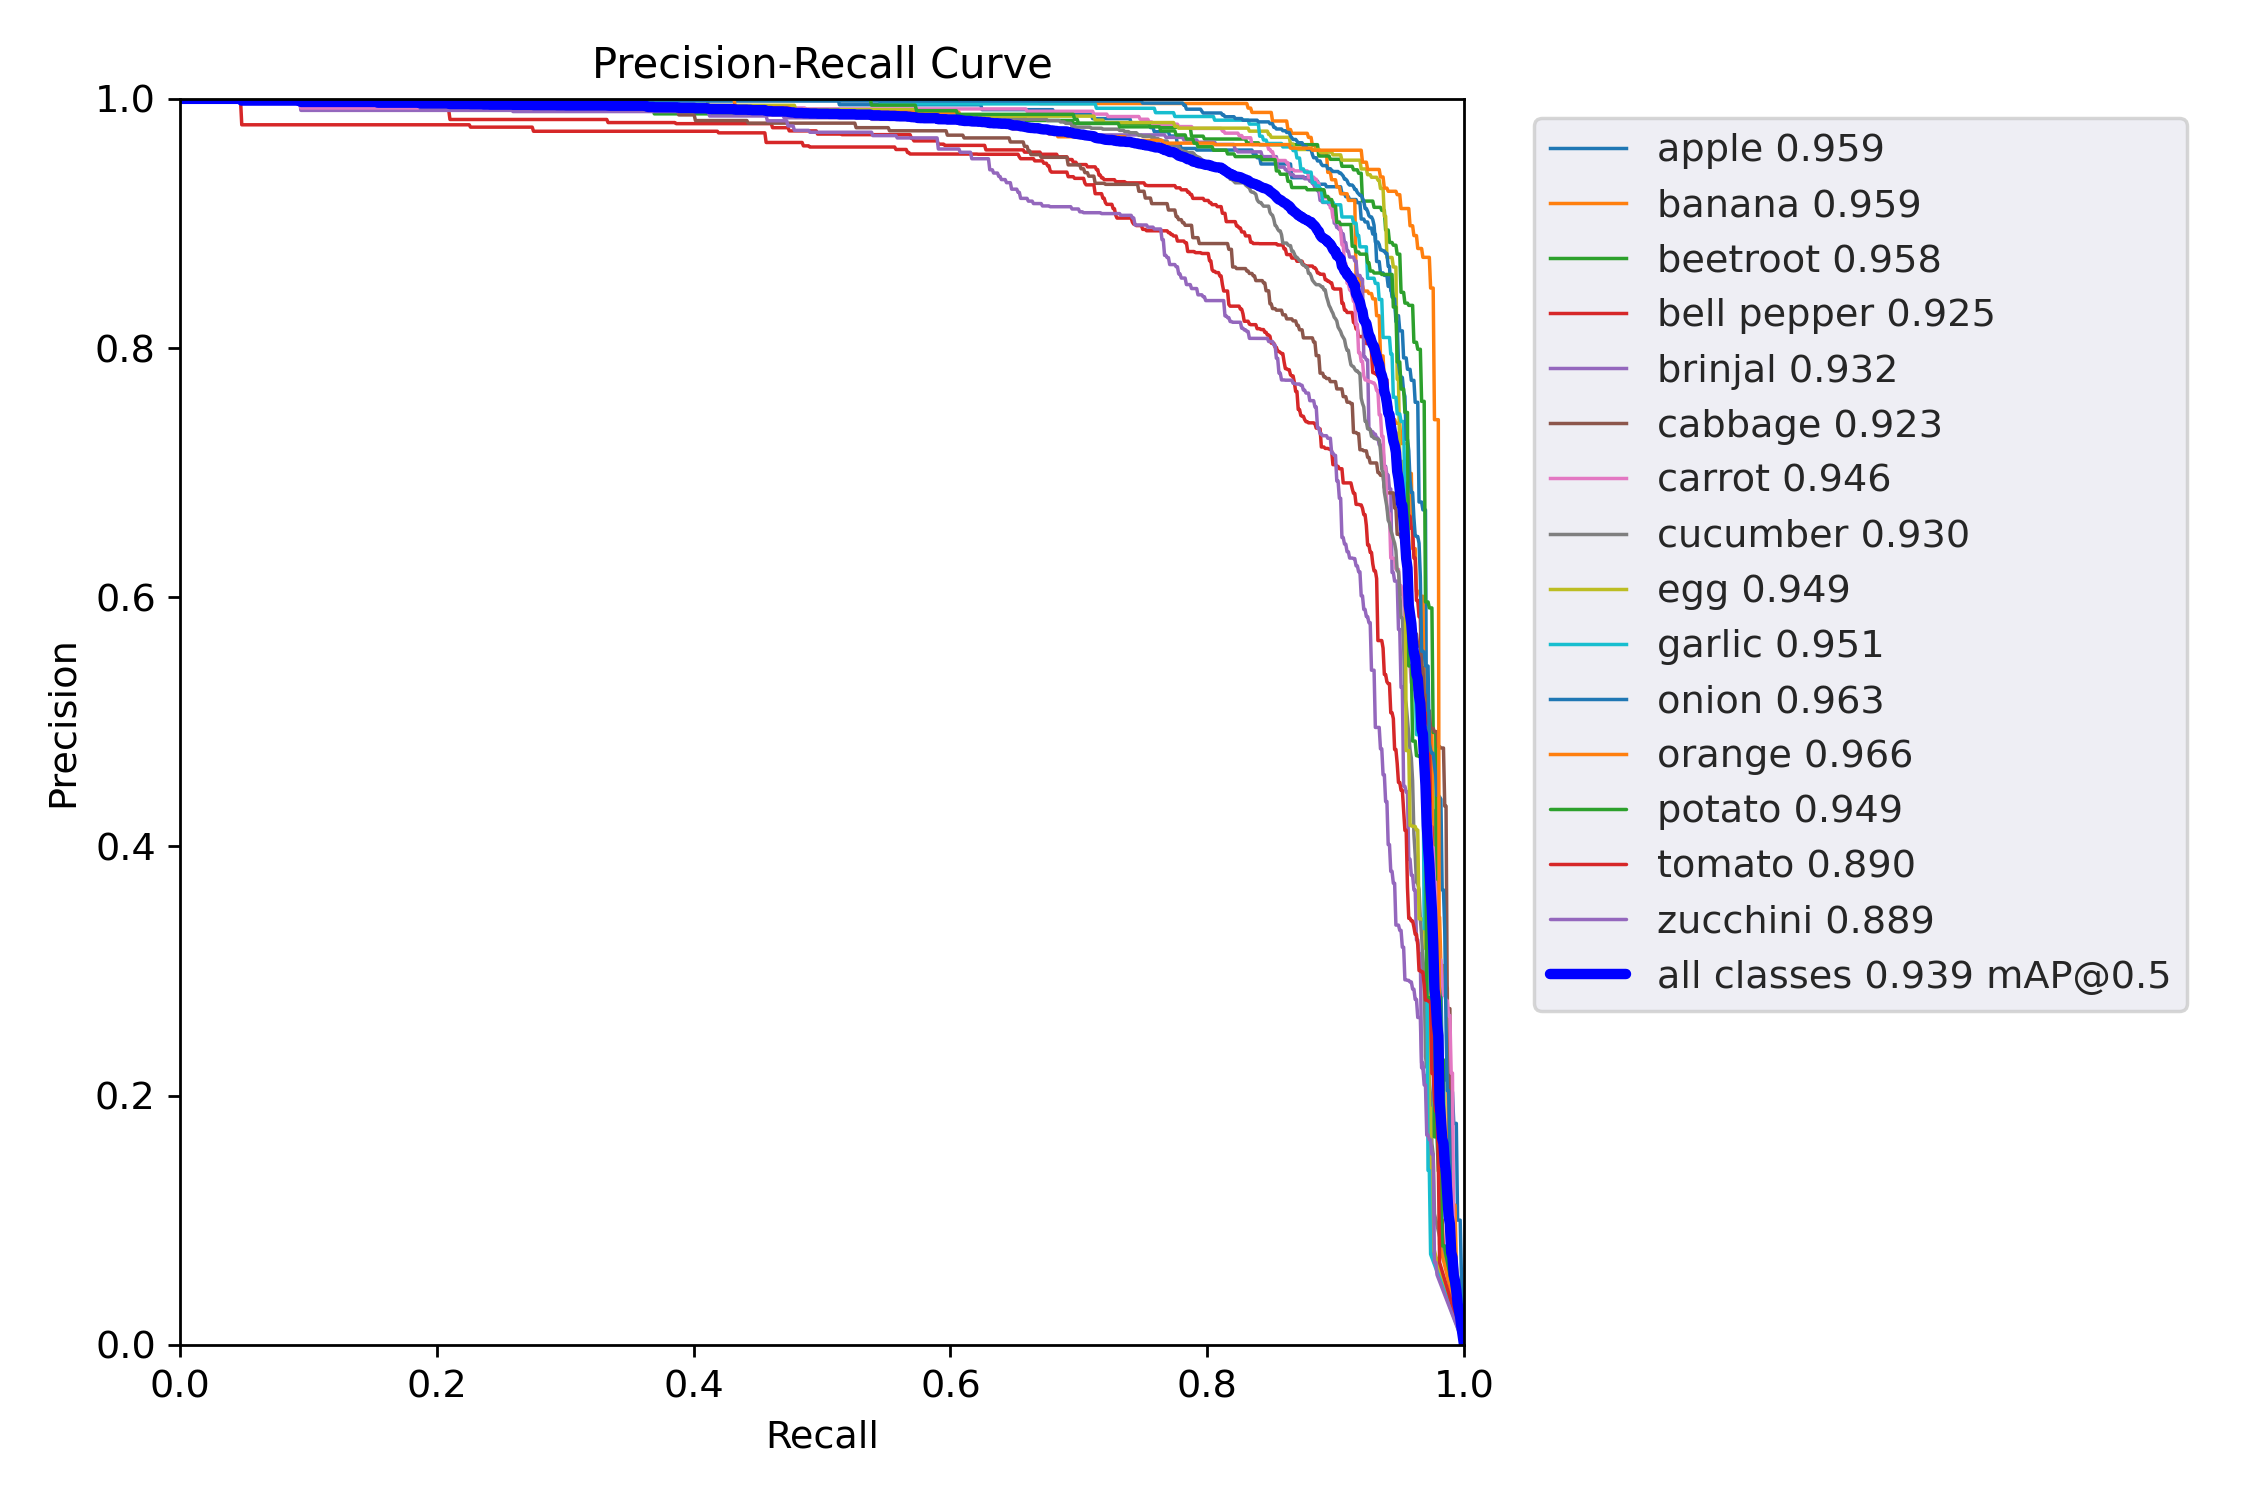 Precision-Recall Curve
1.0
0.8
0.6
0.4
0.2
0.0
Precision
0.0 0.2 0.4 0.6 0.8 1.0
Recall
apple 0.959
banana 0.959
beetroot 0.958
bell pepper 0.925
brinjal 0.932
cabbage 0.923
carrot 0.946
cucumber 0.930
egg 0.949
garlic 0.951
onion 0.963
orange 0.966
potato 0.949
tomato 0.890
zucchini 0.889
all classes 0.939 mAP@0.5